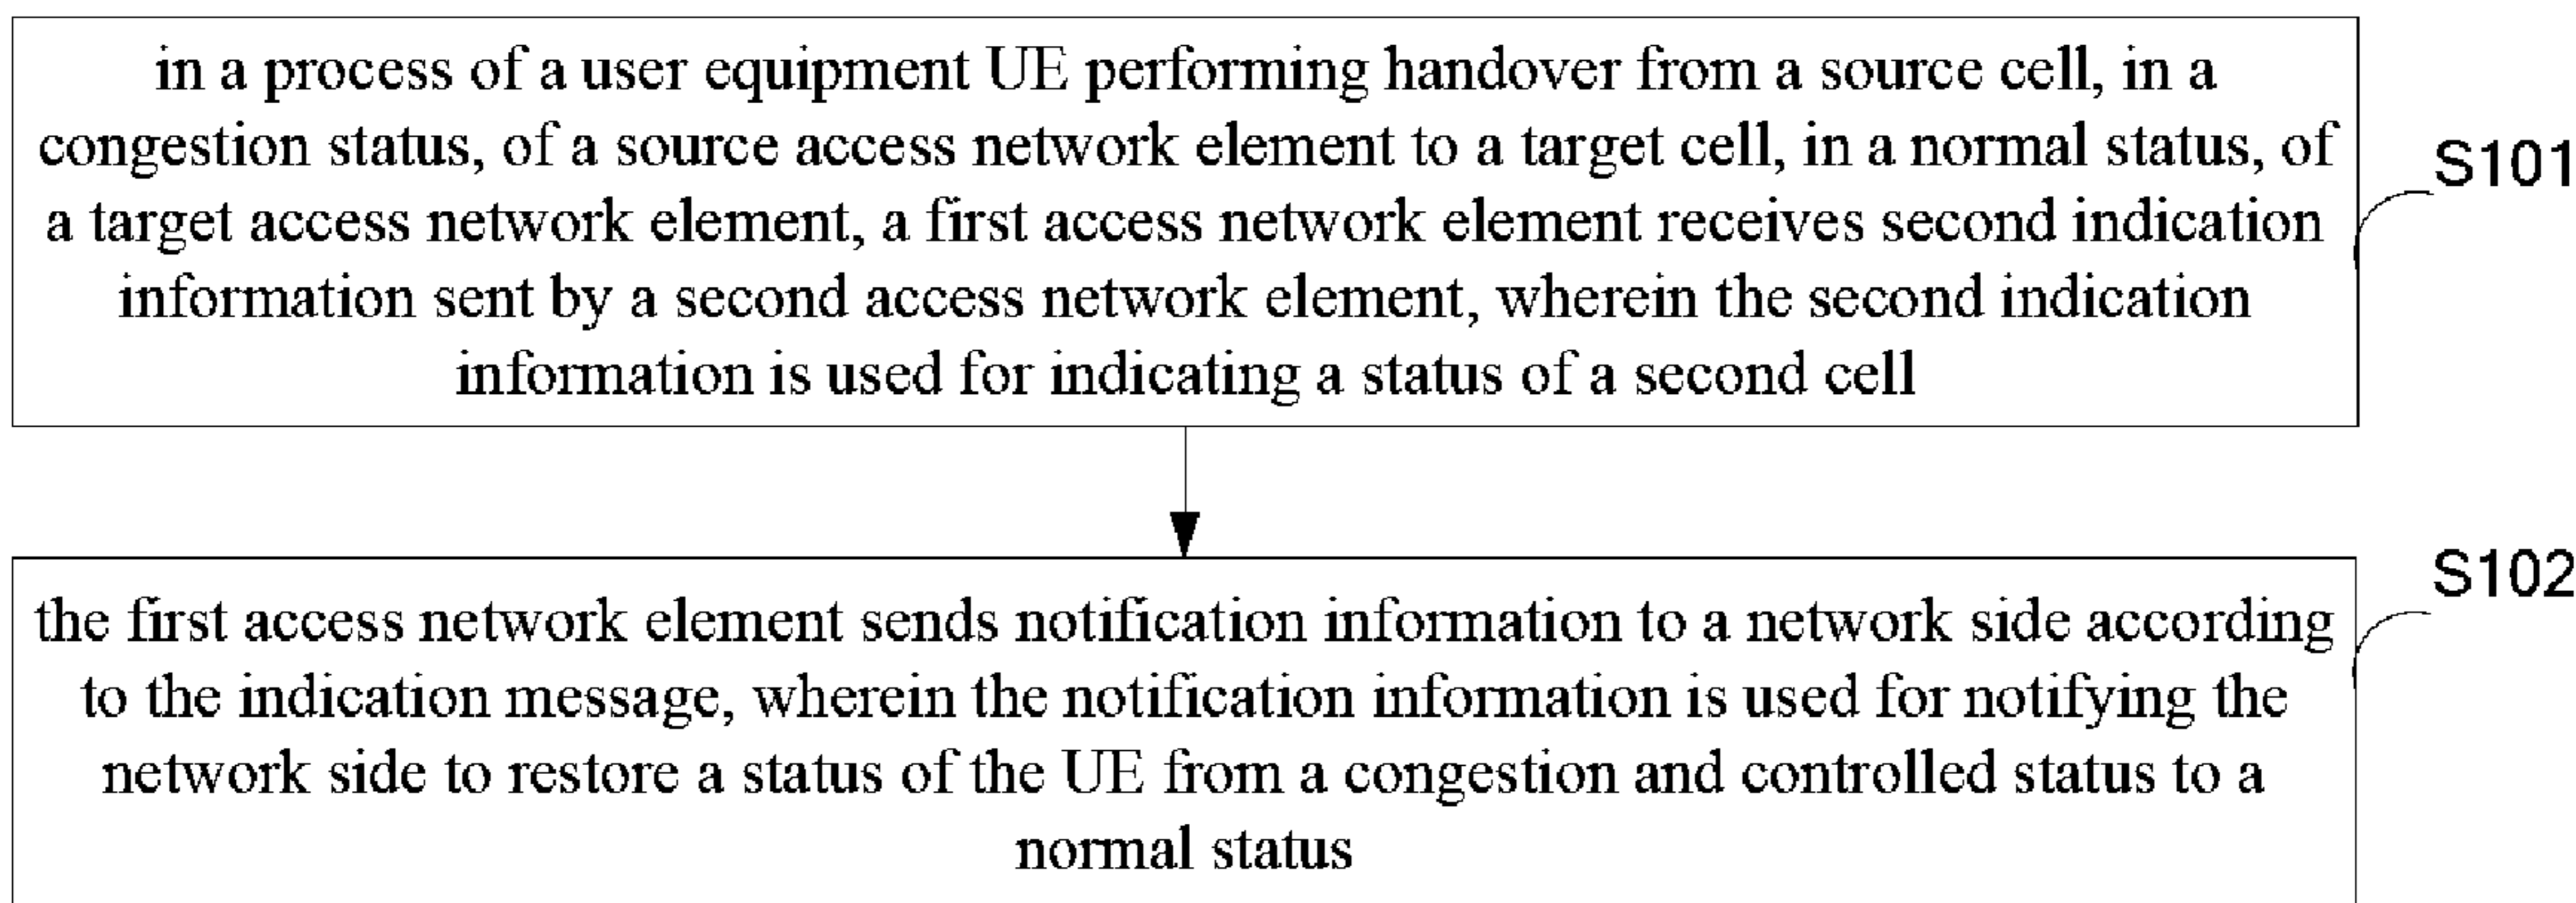 in a process of a user equipment UE performing handover from a source cell, in a
congestion status, of a source access network element to a target cell, in a normal status, of
a target access network element, a first access network element receives second indication
information sent by a second access network element, wherein the second indication
information is used for indicating a status of a second cell
S101
the first access network element sends notification information to a network side according
to the indication message, wherein the notification information is used for notifying the
network side to restore a status of the UE from a congestion and controlled status to a
normal status
S102